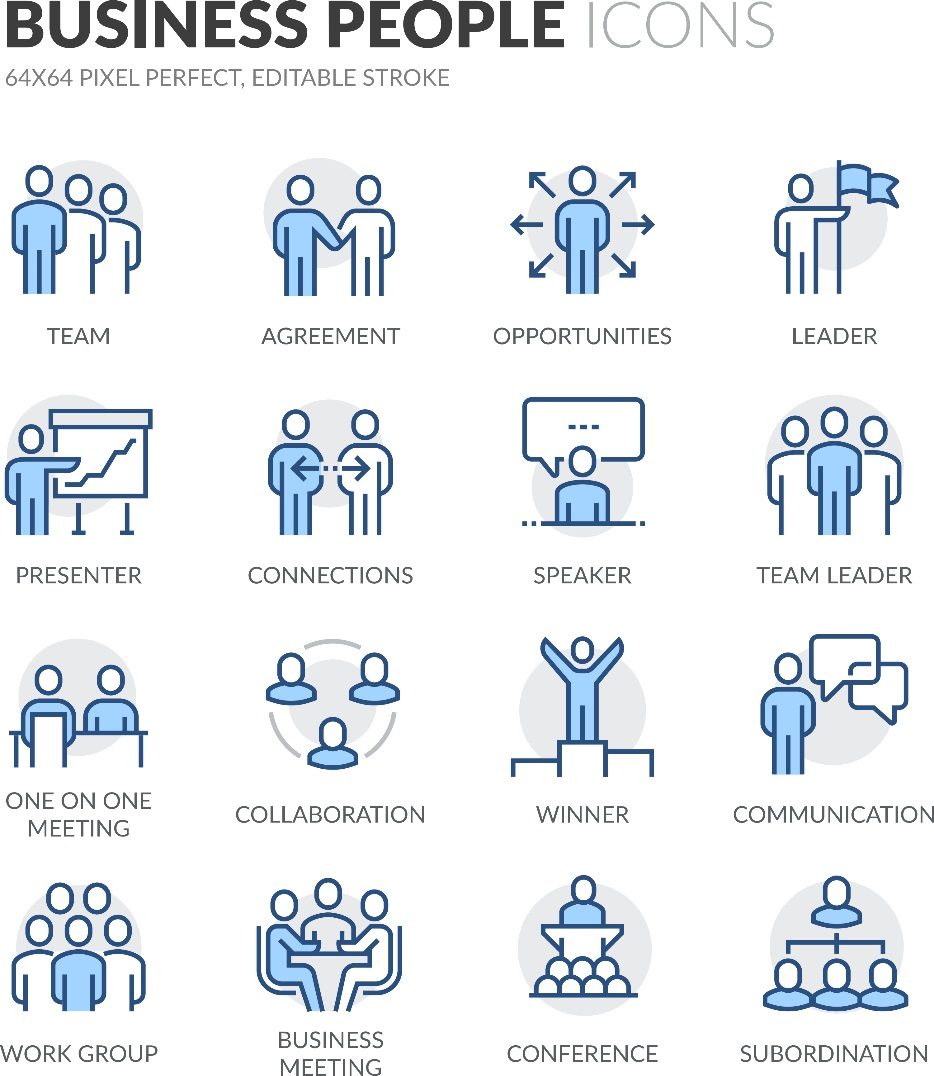 BUSINESS PEOPLE ICONS
64X64 PIXEL PERFECT, EDITABLE STROKE
TEAM
AGREEMENT
OPPORTUNITIES
LEADER
PRESENTER
CONNECTIONS
SPEAKER
TEAM LEADER
ONE ON ONE
MEETING
COLLABORATION
WINNER
COMMUNICATION
WORK GROUP
BUSINESS
MEETING
CONFERENCE
SUBORDINATION